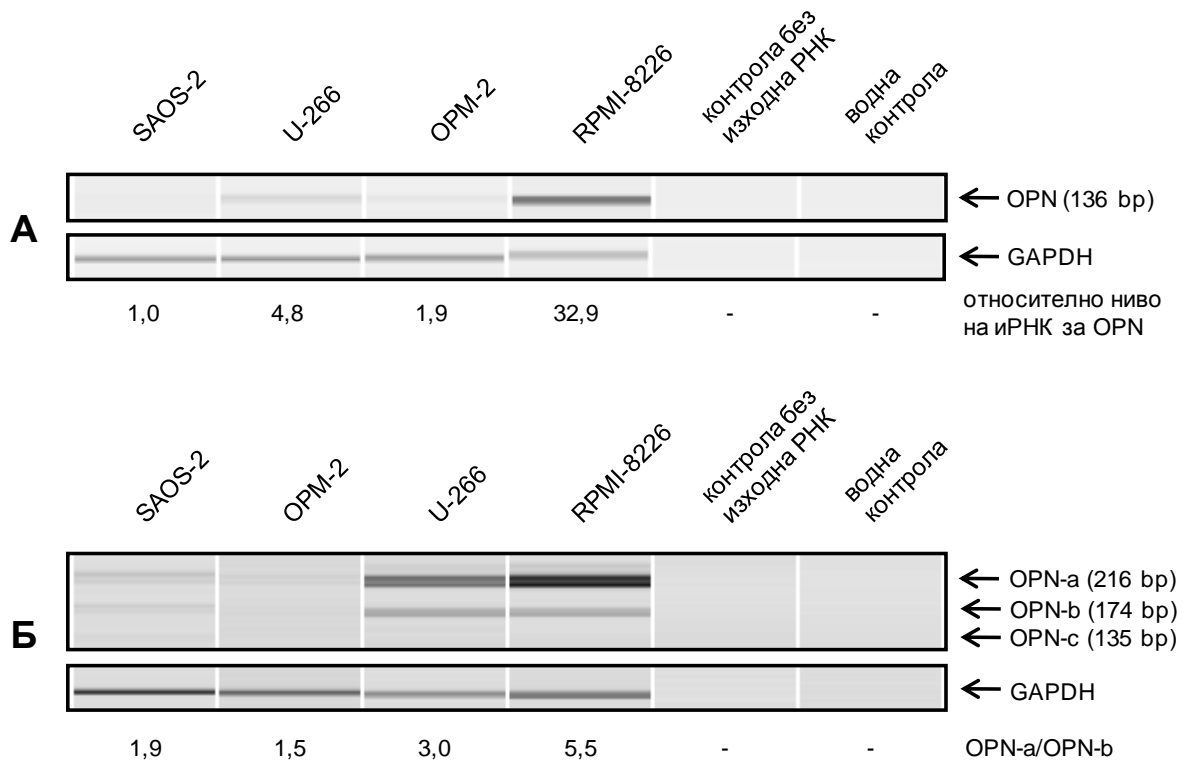 SAOS-2
U-266
OPM-2
RPMI-8226
контрола без
изходна РНК
водна
контрола
А
OPN (136 bp)
GAPDH
1,0 4,8 1,9 32,9 - -
относително ниво
на иРНК за OPN
SAOS-2
OPM-2
U-266
RPMI-8226
контрола без
изходна РНК
водна
контрола
Б
OPN-a (216 bp)
OPN-b (174 bp)
OPN-c (135 bp)
GAPDH
1,9 1,5 3,0 5,5 - - OPN-a/OPN-b